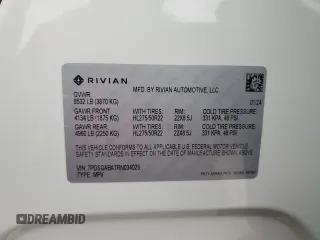 RIVIAN
MFD. BY RIVIAN AUTOMOTIVE, LLC.
GVWR 01/24
8532 LB (3870 KG)
GAWR FRONT WITH TIRES: RIM: COLD TIRE PRESSURE:
4134 LB (1875 KG) HL275/50R22 22X8.5J 331 KPA, 48 PSI,
GAWR REAR WITH TIRES: RIM: COLD TIRE PRESSURE:
4960 LB (2250 KG) HL275/50R22 22X8.5J 331 KPA, 48 PSI,
THIS VEHICLE CONFORMS TO ALL APPLICABLE U.S. FEDERAL MOTOR VEHICLE
SAFETY STANDARDS IN EFFECT ON THE DATE OF MANUFACTURE SHOWN ABOVE
VIN: 7PDSGABA7RN034025
TYPE: MPV
DREAMBID